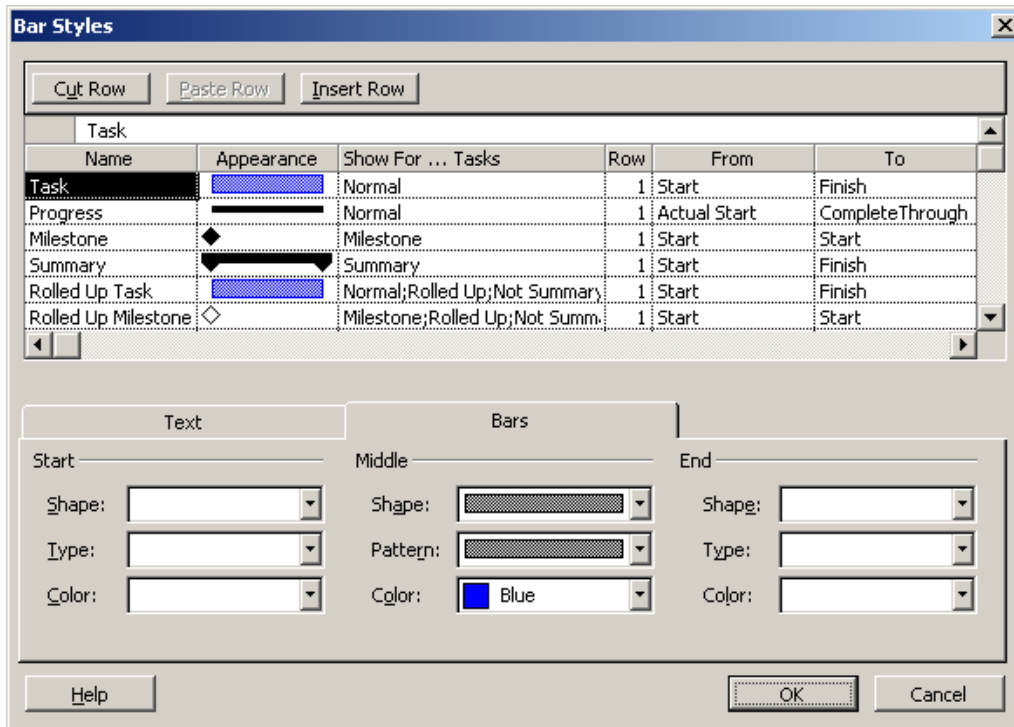 Bar Styles
Cut Row Paste Row Insert Row
Task
Name Appearance Show For ... Tasks Row From To
Task Normal 1 Start Finish
Progress Normal 1 Actual Start CompleteThrough
Milestone Milestone 1 Start Start
Summary Summary 1 Start Finish
Rolled Up Task Normal;Rolled Up;Not Summary 1 Start Finish
Rolled Up Milestone Milestone;Rolled Up;Not Summ 1 Start Start
Text Bars
Start Middle End
Shape: Shape: Shape:
Type: Pattern: Type:
Color: Color: Blue Color:
Help OK Cancel